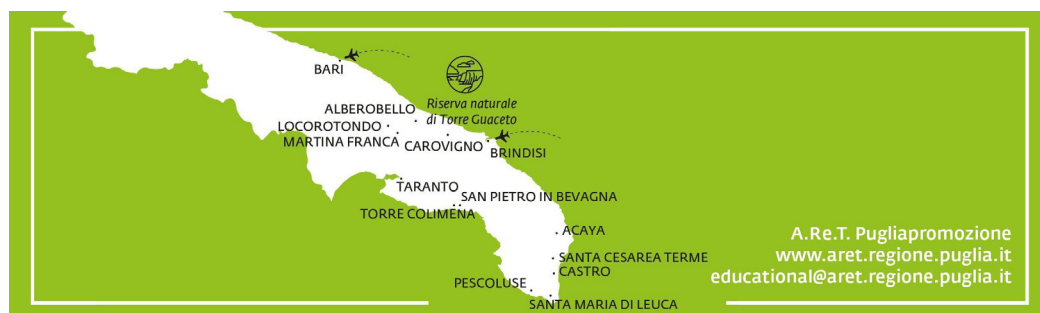 BARI
ALBEROBELLO
Riserva naturale
di Torre Guaceto
LOCOROTONDO
MARTINA FRANCA
CAROVIGNO
BRINDISI
TARANTO
SAN PIETRO IN BEVAGNA
TORRE COLIMENA
ACAYA
SANTA CESAREA TERME
CASTRO
PESCOLUSE
SANTA MARIA DI LEUCA
A.Re.T. Pugliapromozione
www.aret.regione.puglia.it
educational@aret.regione.puglia.it